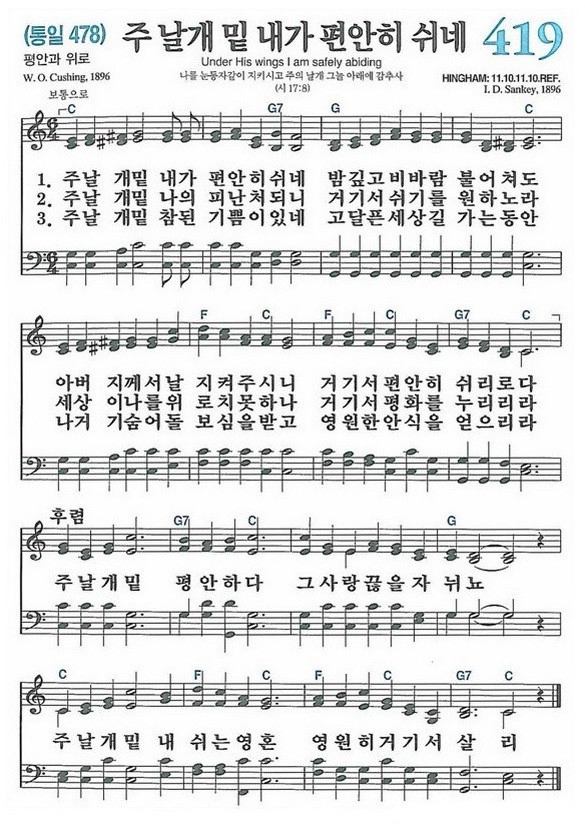 (통일 478) 주 날개 밑 내가 편안히 쉬네 419
평안과 위로
Under His wings I am safely abiding
W. O. Cushing, 1896
나를 눈동자같이 지키시고 주의 날개 그늘 아래에 감추사
HINGHAM: 11.10.11.10.REF.
보통으로
(시 17:8)
I. D. Sankey, 1896
C G7 G C
6/4
1. 주날 개밑 내가 편안히쉬네 밤깊고비바람 불어쳐도
2. 주날 개밑 나의 피난처되니 거기서쉬기를 원하노라
3. 주날 개밑 참된 기쁨이있네 고달픈세상길 가는동안
6/4
F C F C G7 C
아버 지께서날 지켜주시니 거기서편안히 쉬리로다
세상 이나를위 로치못하나 거기서평화를 누리리라
나거 기숨어돌 보심을받고 영원한안식을 얻으리라
후렴
G7 C G
주날개밑 평안하다 그사랑끊을자 뉘뇨
C F C F C G7 C
주날개밑 내쉬는영혼 영원히거기서 살리